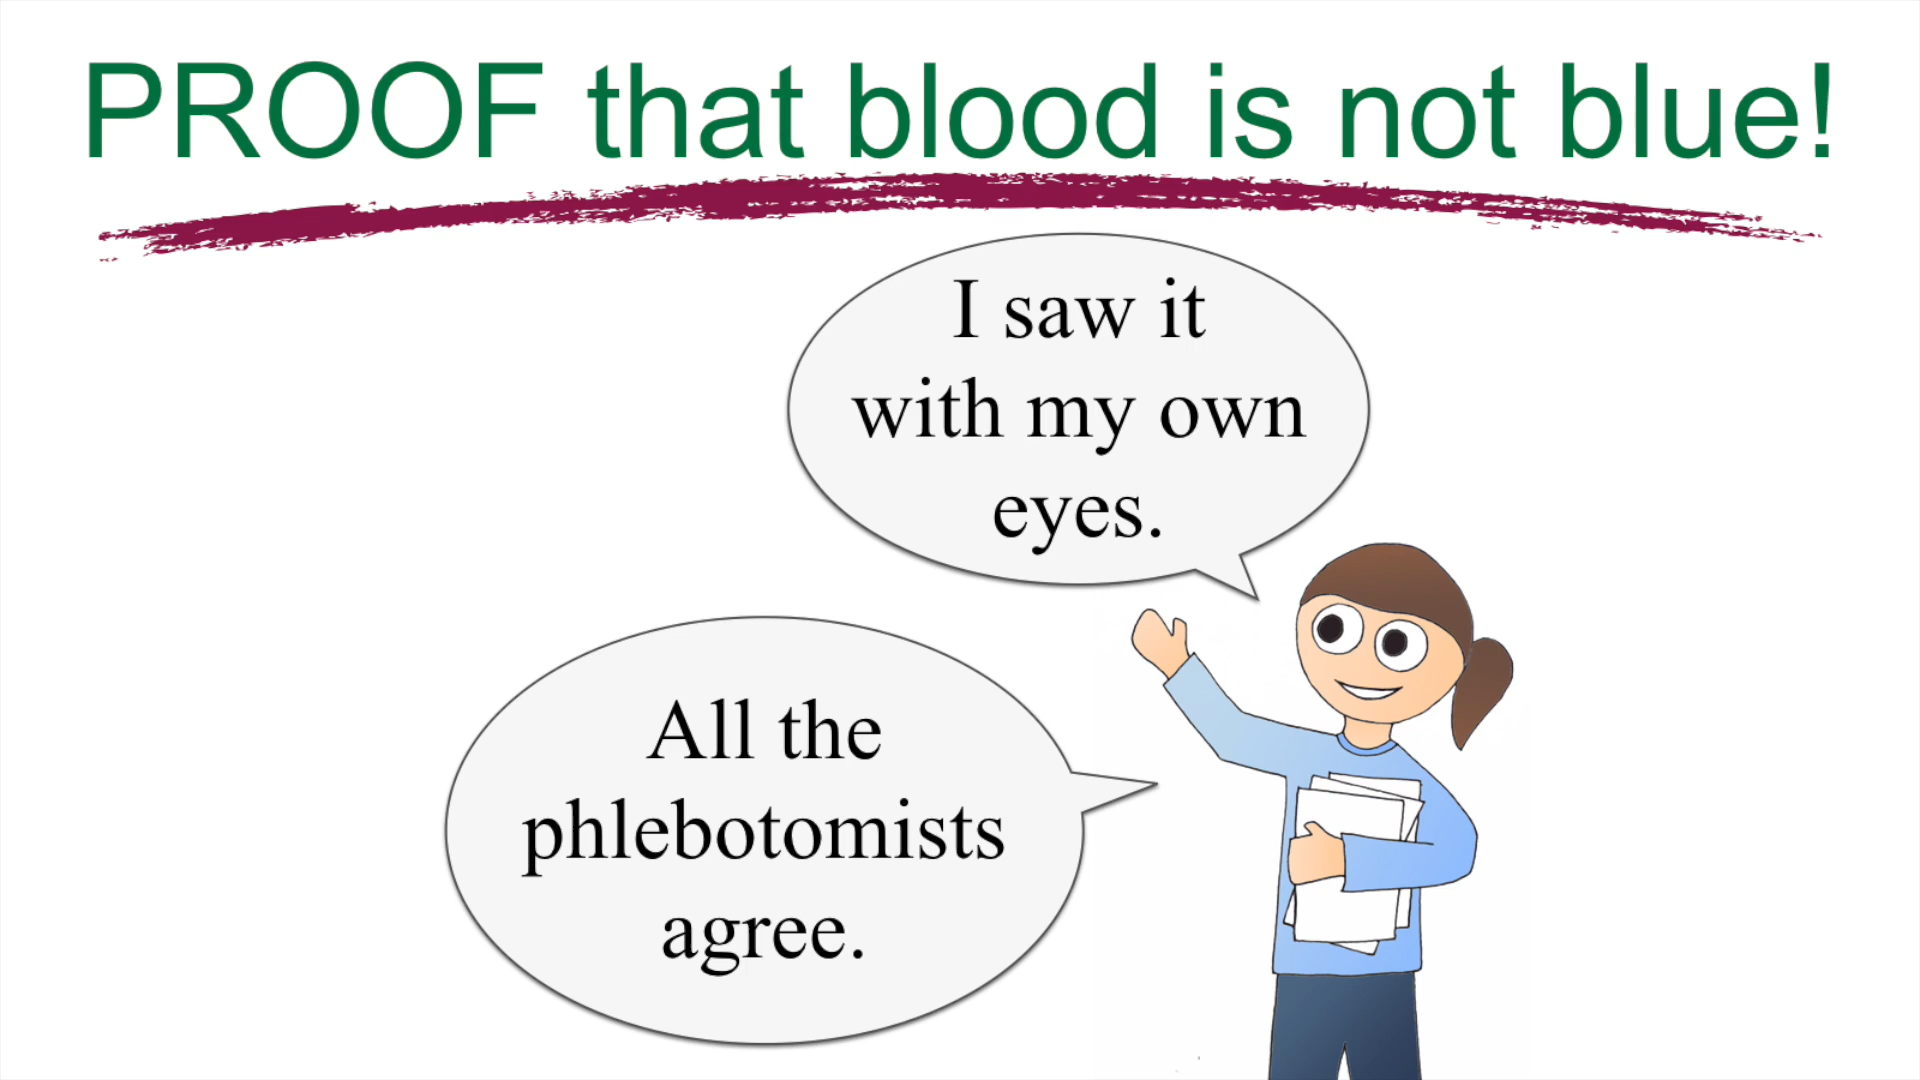 PROOF that blood is not blue!
I saw it
with my own
eyes.
All the
phlebotomists
agree.